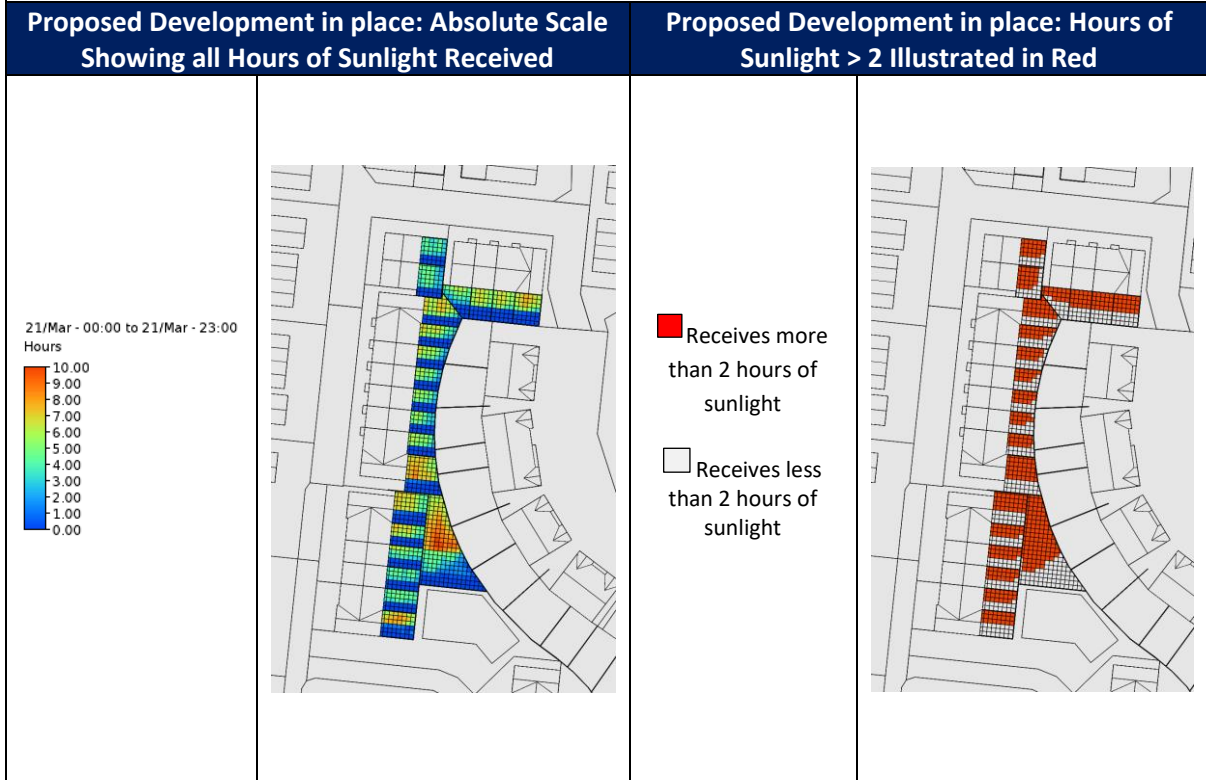 Proposed Development in place: Absolute Scale
Showing all Hours of Sunlight Received
Proposed Development in place: Hours of
Sunlight > 2 Illustrated in Red
21/Mar - 00:00 to 21/Mar - 23:00
Hours
10.00
9.00
8.00
7.00
6.00
5.00
4.00
3.00
2.00
1.00
0.00
Receives more
than 2 hours of
sunlight
Receives less
than 2 hours of
sunlight